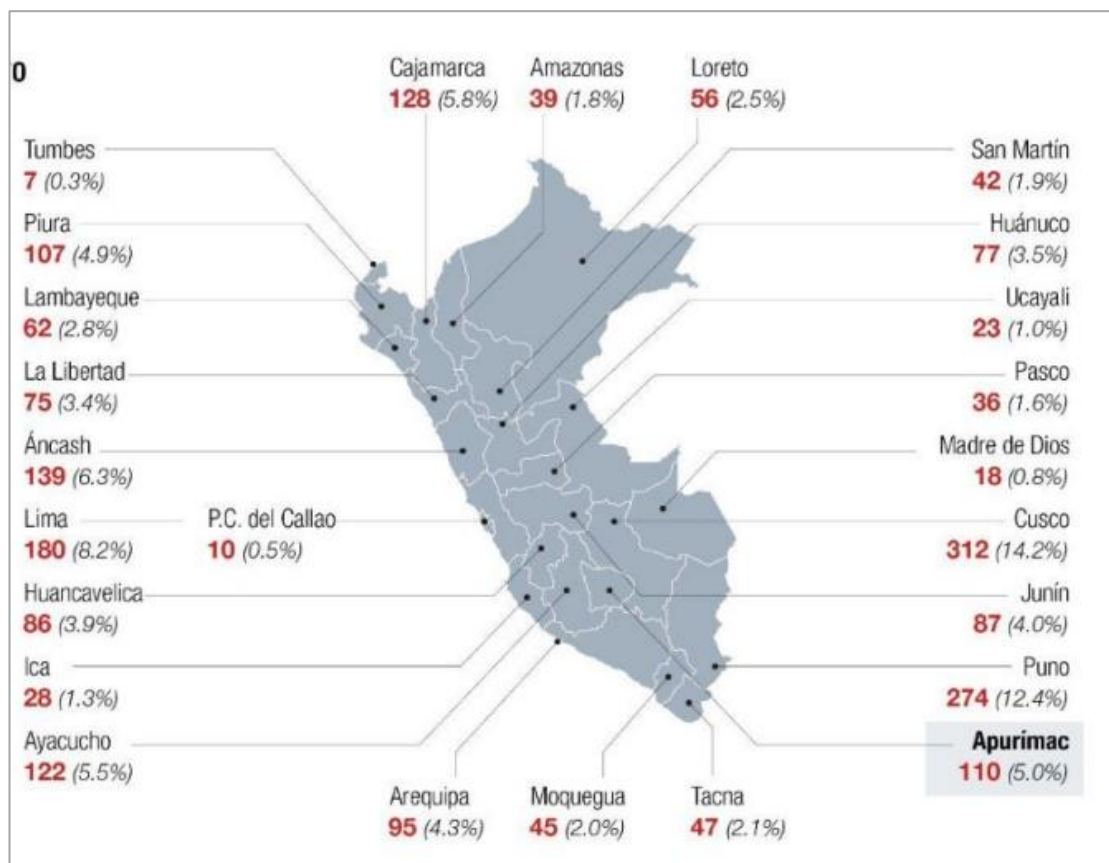 0
Cajamarca
128 (5.8%)
Amazonas
39 (1.8%)
Loreto
56 (2.5%)
Tumbes
7 (0.3%)
Piura
107 (4.9%)
Lambayeque
62 (2.8%)
La Libertad
75 (3.4%)
Áncash
139 (6.3%)
Lima
180 (8.2%)
P.C. del Callao
10 (0.5%)
Huancavelica
86 (3.9%)
Ica
28 (1.3%)
Ayacucho
122 (5.5%)
Arequipa
95 (4.3%)
Moquegua
45 (2.0%)
Tacna
47 (2.1%)
San Martín
42 (1.9%)
Huánuco
77 (3.5%)
Ucayali
23 (1.0%)
Pasco
36 (1.6%)
Madre de Dios
18 (0.8%)
Cusco
312 (14.2%)
Junín
87 (4.0%)
Puno
274 (12.4%)
Apurímac
110 (5.0%)